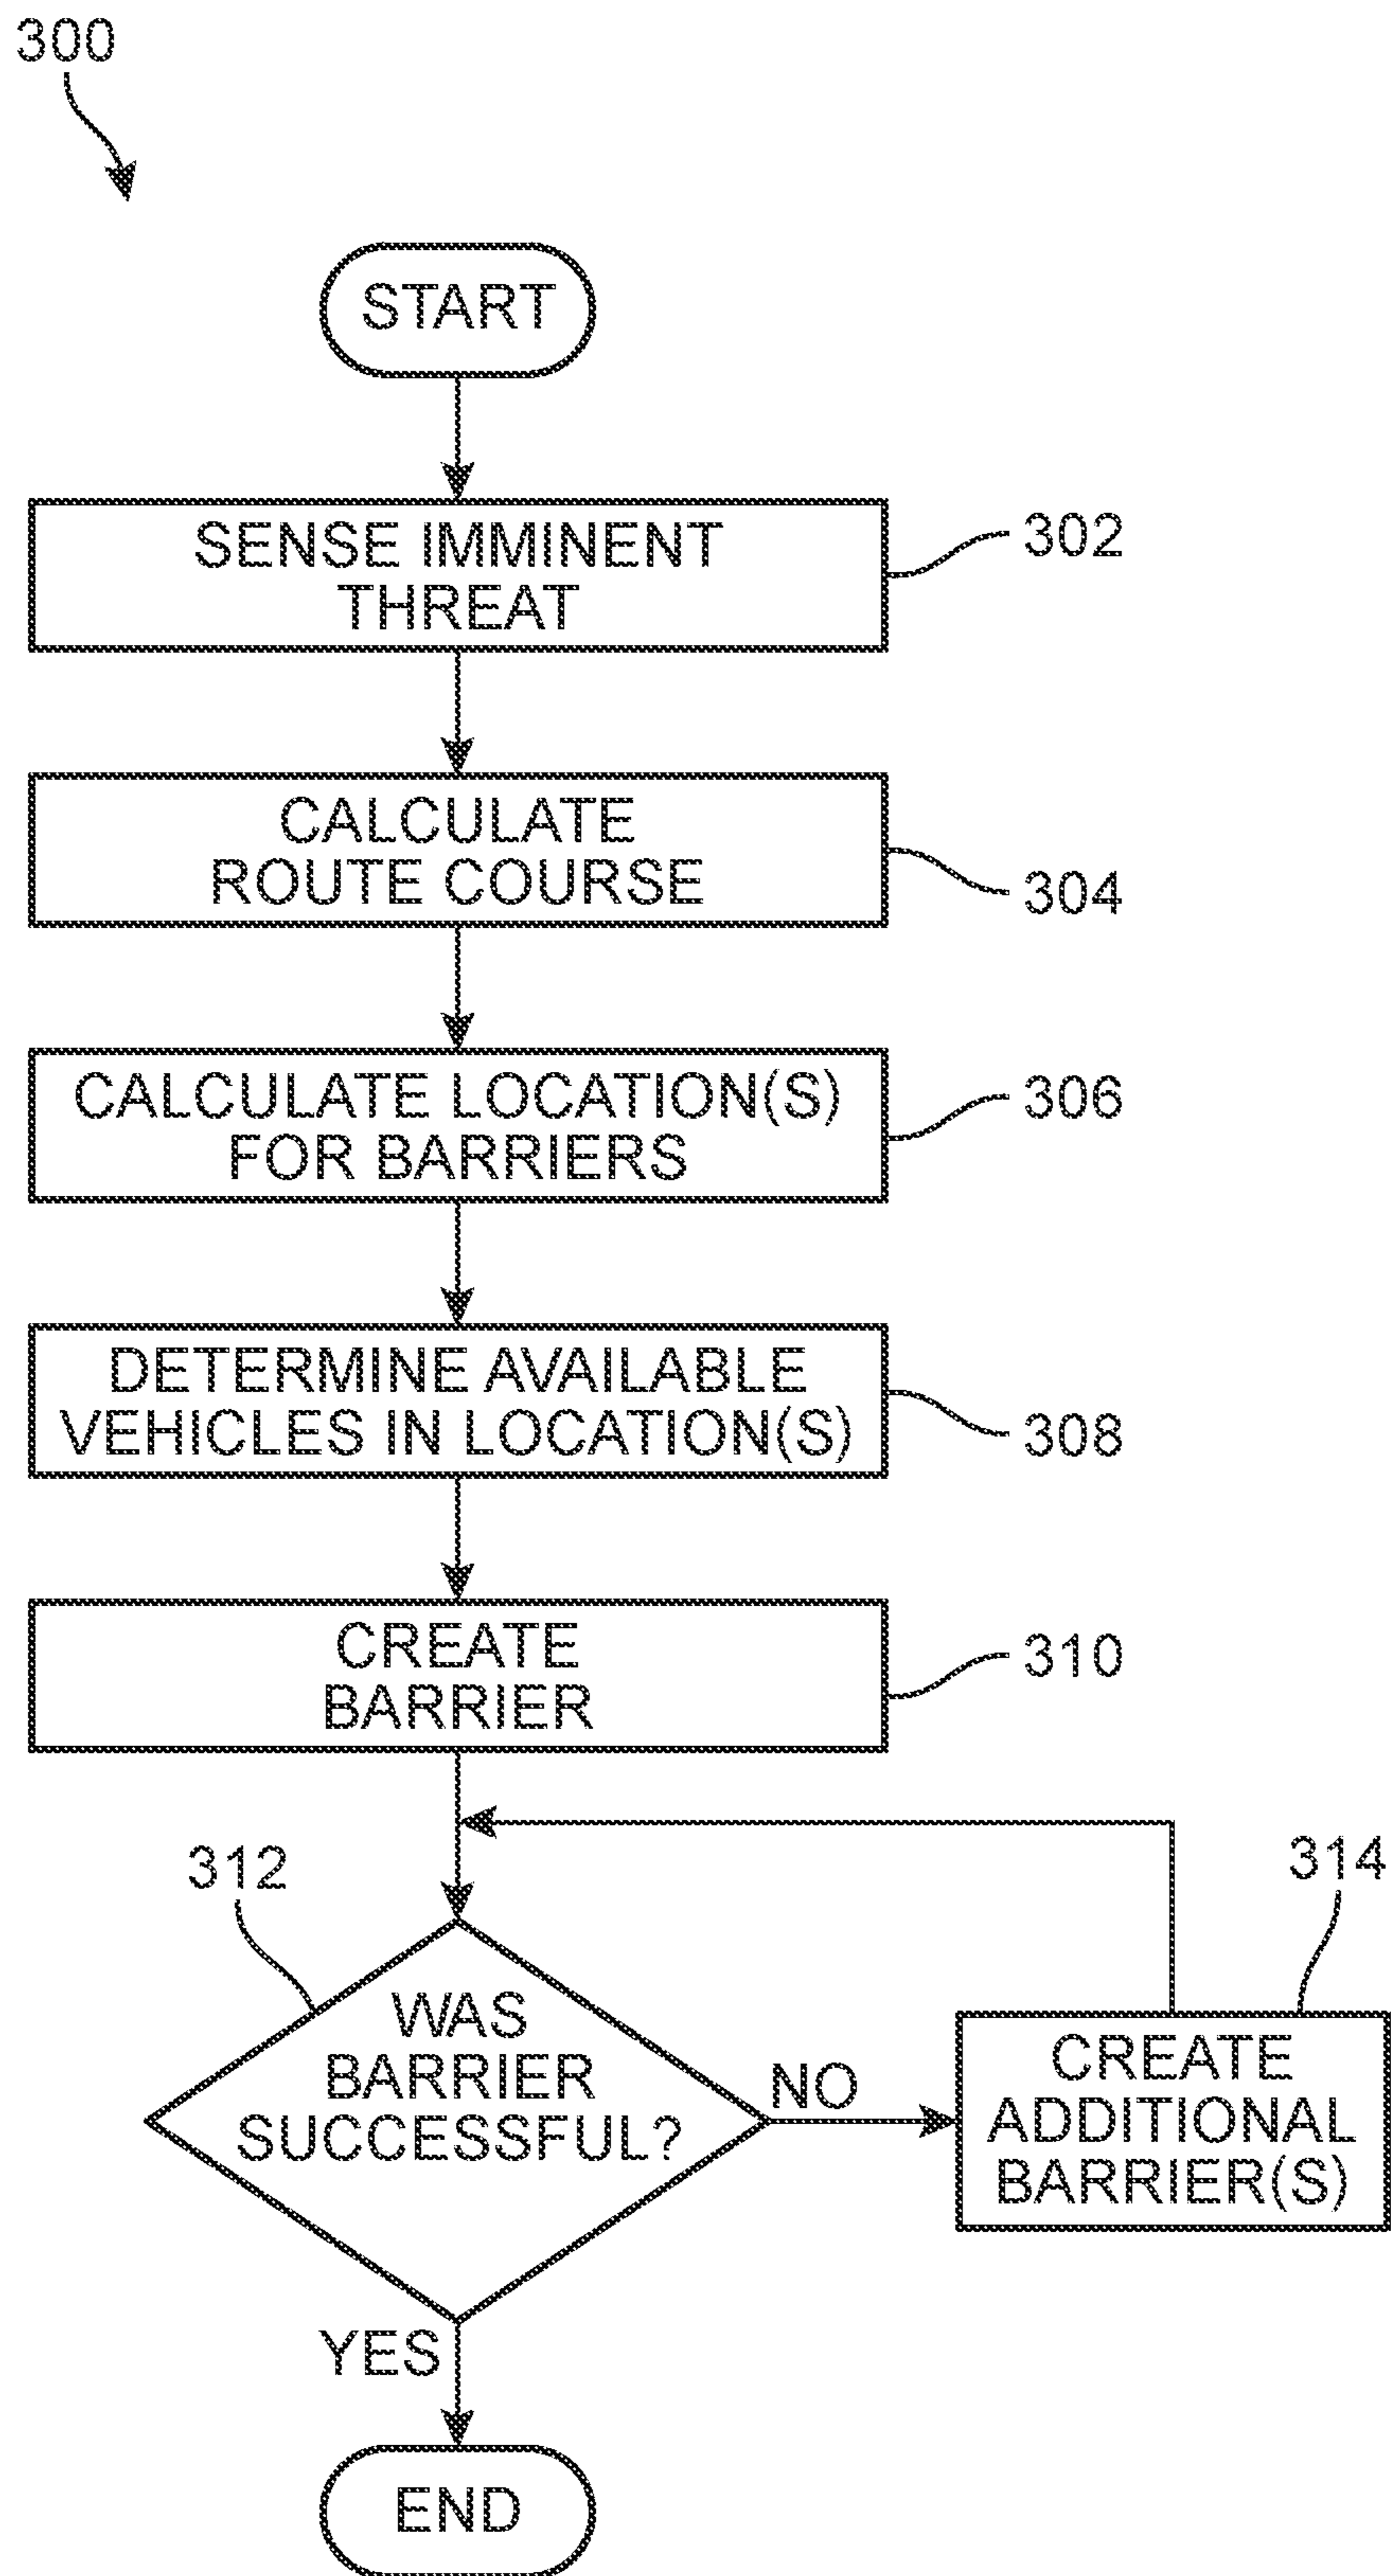 300
START
SENSE IMMINENT
THREAT
302
CALCULATE
ROUTE COURSE
304
CALCULATE LOCATION(S)
FOR BARRIERS
306
DETERMINE AVAILABLE
VEHICLES IN LOCATION(S)
308
CREATE
BARRIER
310
312
WAS
BARRIER
SUCCESSFUL?
NO
314
CREATE
ADDITIONAL
BARRIER(S)
YES
END